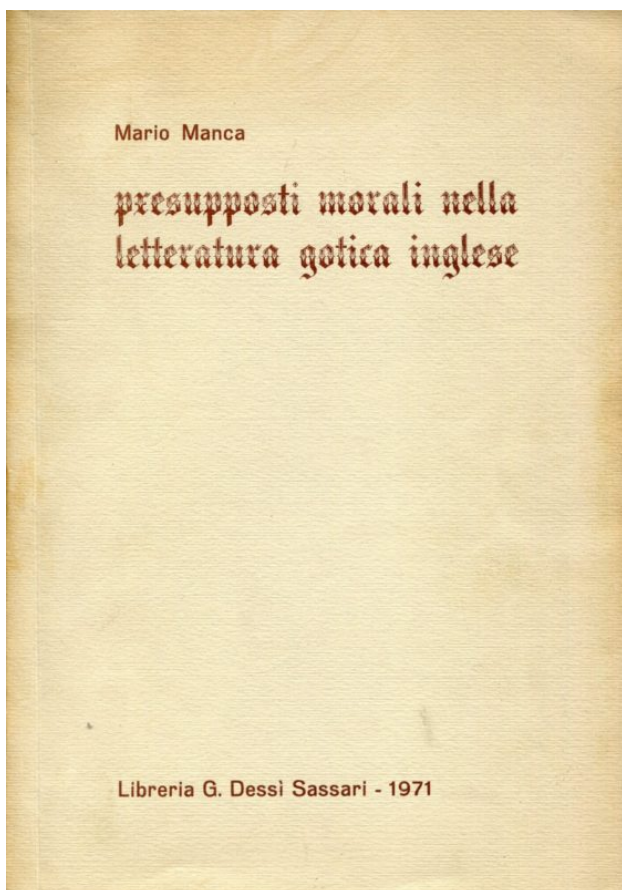 Mario Manca
presupposti morali nella
letteratura gotica inglese
Libreria G. Dessì Sassari - 1971